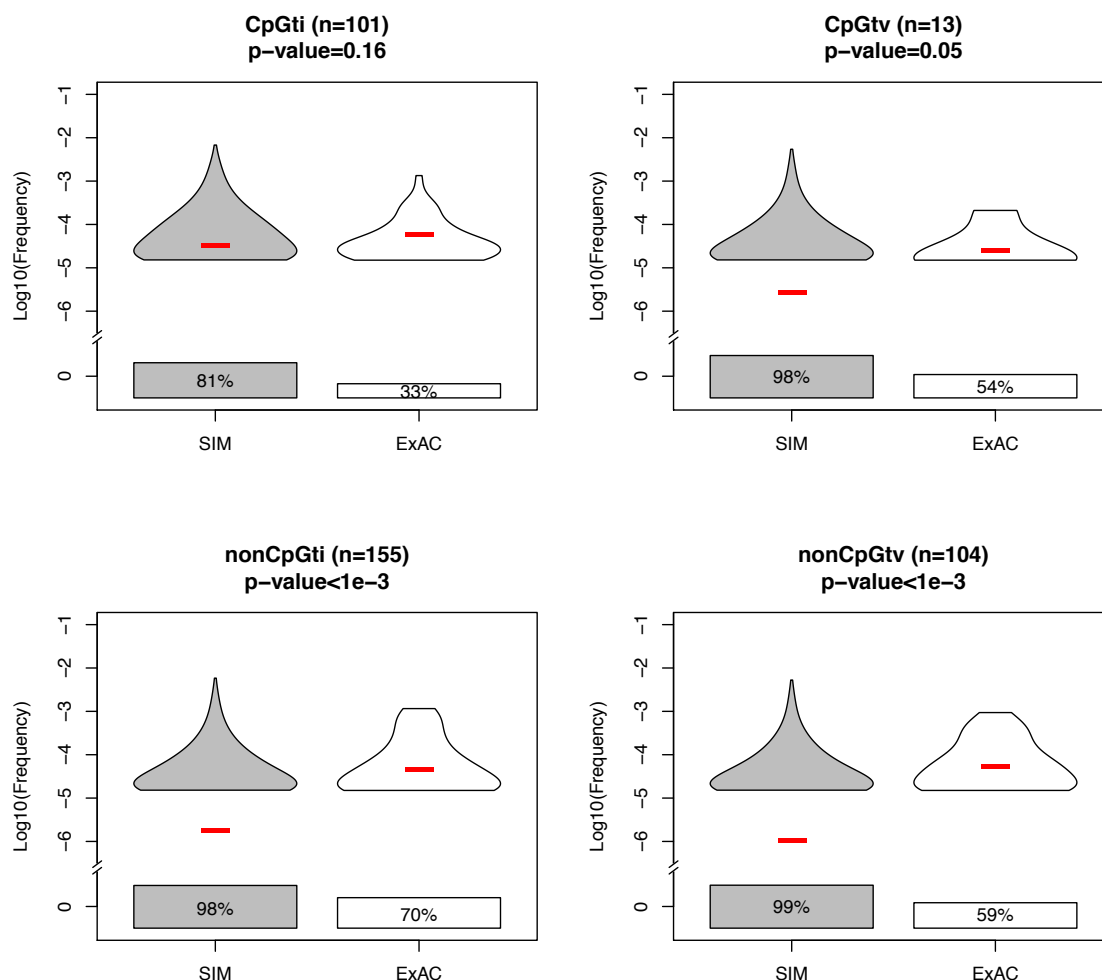 CpGti (n=101)
p−value=0.16
Log10(Frequency)
−1
−2
−3
−4
−5
−6
0
81%
33%
SIM
ExAC
CpGtv (n=13)
p−value=0.05
Log10(Frequency)
−1
−2
−3
−4
−5
−6
0
98%
54%
SIM
ExAC
nonCpGti (n=155)
p−value<1e−3
Log10(Frequency)
−1
−2
−3
−4
−5
−6
0
98%
70%
SIM
ExAC
nonCpGtv (n=104)
p−value<1e−3
Log10(Frequency)
−1
−2
−3
−4
−5
−6
0
99%
59%
SIM
ExAC